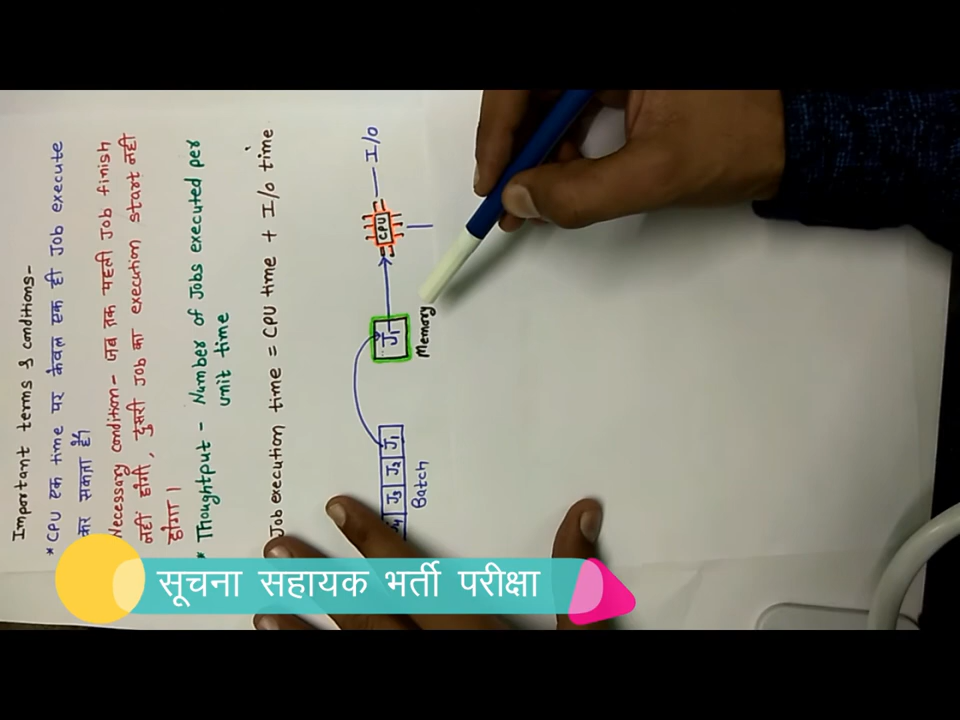 Important terms & conditions-
* CPU एक time पर केवल एक ही Job execute
कर सकता है।
Necessary condition- जब तक पहली Job finish
नहीं होगी, दुसरी Job का execution start नहीं
होगा।
* Thoughtput - Number of Jobs executed per
unit time
Job execution time = CPU time + I/O time
J4 J3 J2 J1
Batch
J1
Memory
CPU
I/O
सूचना सहायक भर्ती परीक्षा